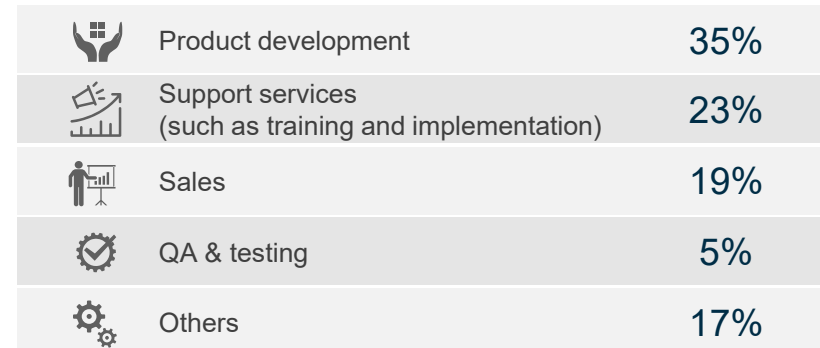 Product development 35%
Support services
(such as training and implementation) 23%
Sales 19%
QA & testing 5%
Others 17%